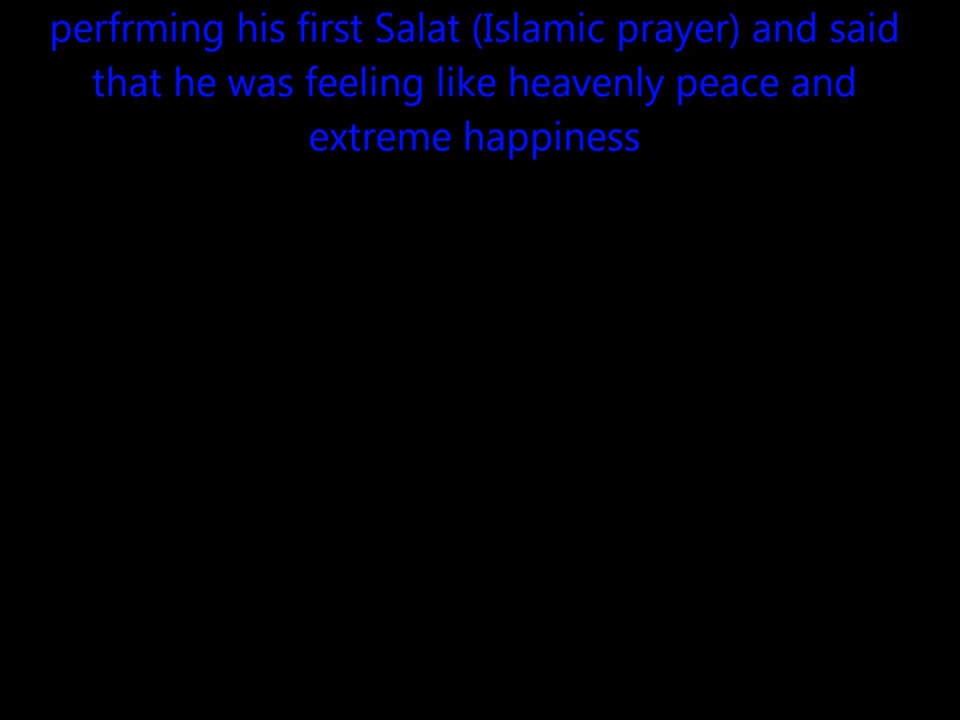 perfrming his first Salat (Islamic prayer) and said
that he was feeling like heavenly peace and
extreme happiness